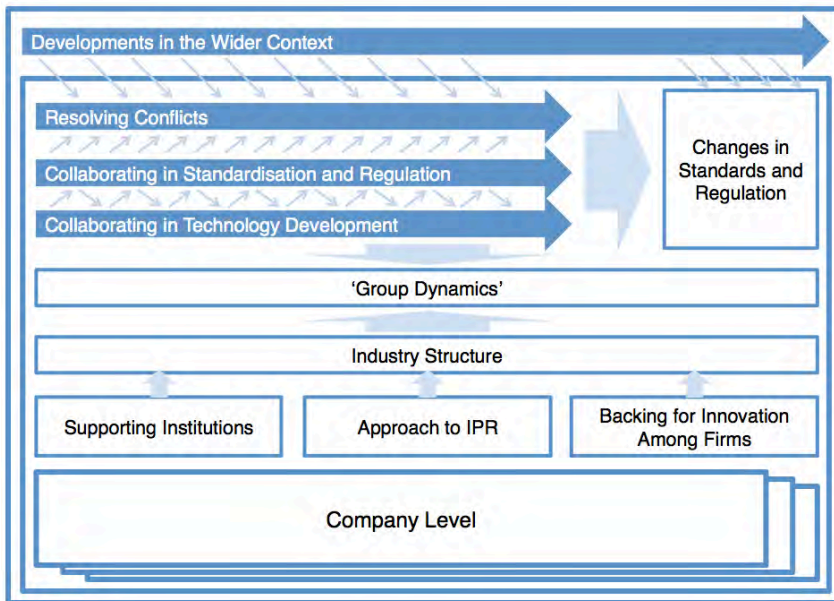 Developments in the Wider Context
Resolving Conflicts
Collaborating in Standardisation and Regulation
Collaborating in Technology Development
Changes in
Standards and
Regulation
‘Group Dynamics’
Industry Structure
Supporting Institutions
Approach to IPR
Backing for Innovation
Among Firms
Company Level